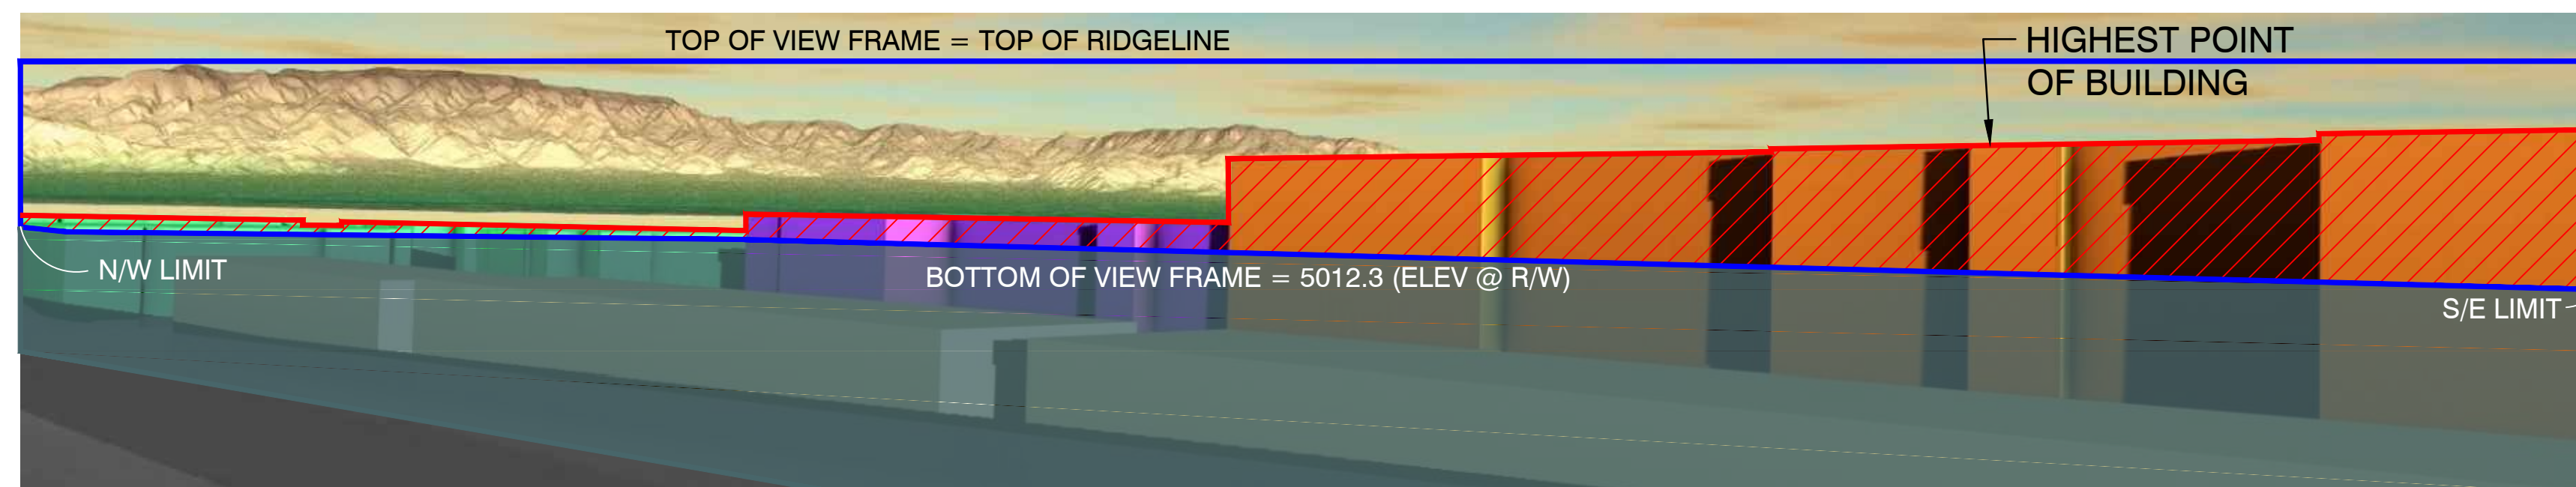 TOP OF VIEW FRAME = TOP OF RIDGELINE
HIGHEST POINT
OF BUILDING
N/W LIMIT
BOTTOM OF VIEW FRAME = 5012.3 (ELEV @ R/W)
S/E LIMIT